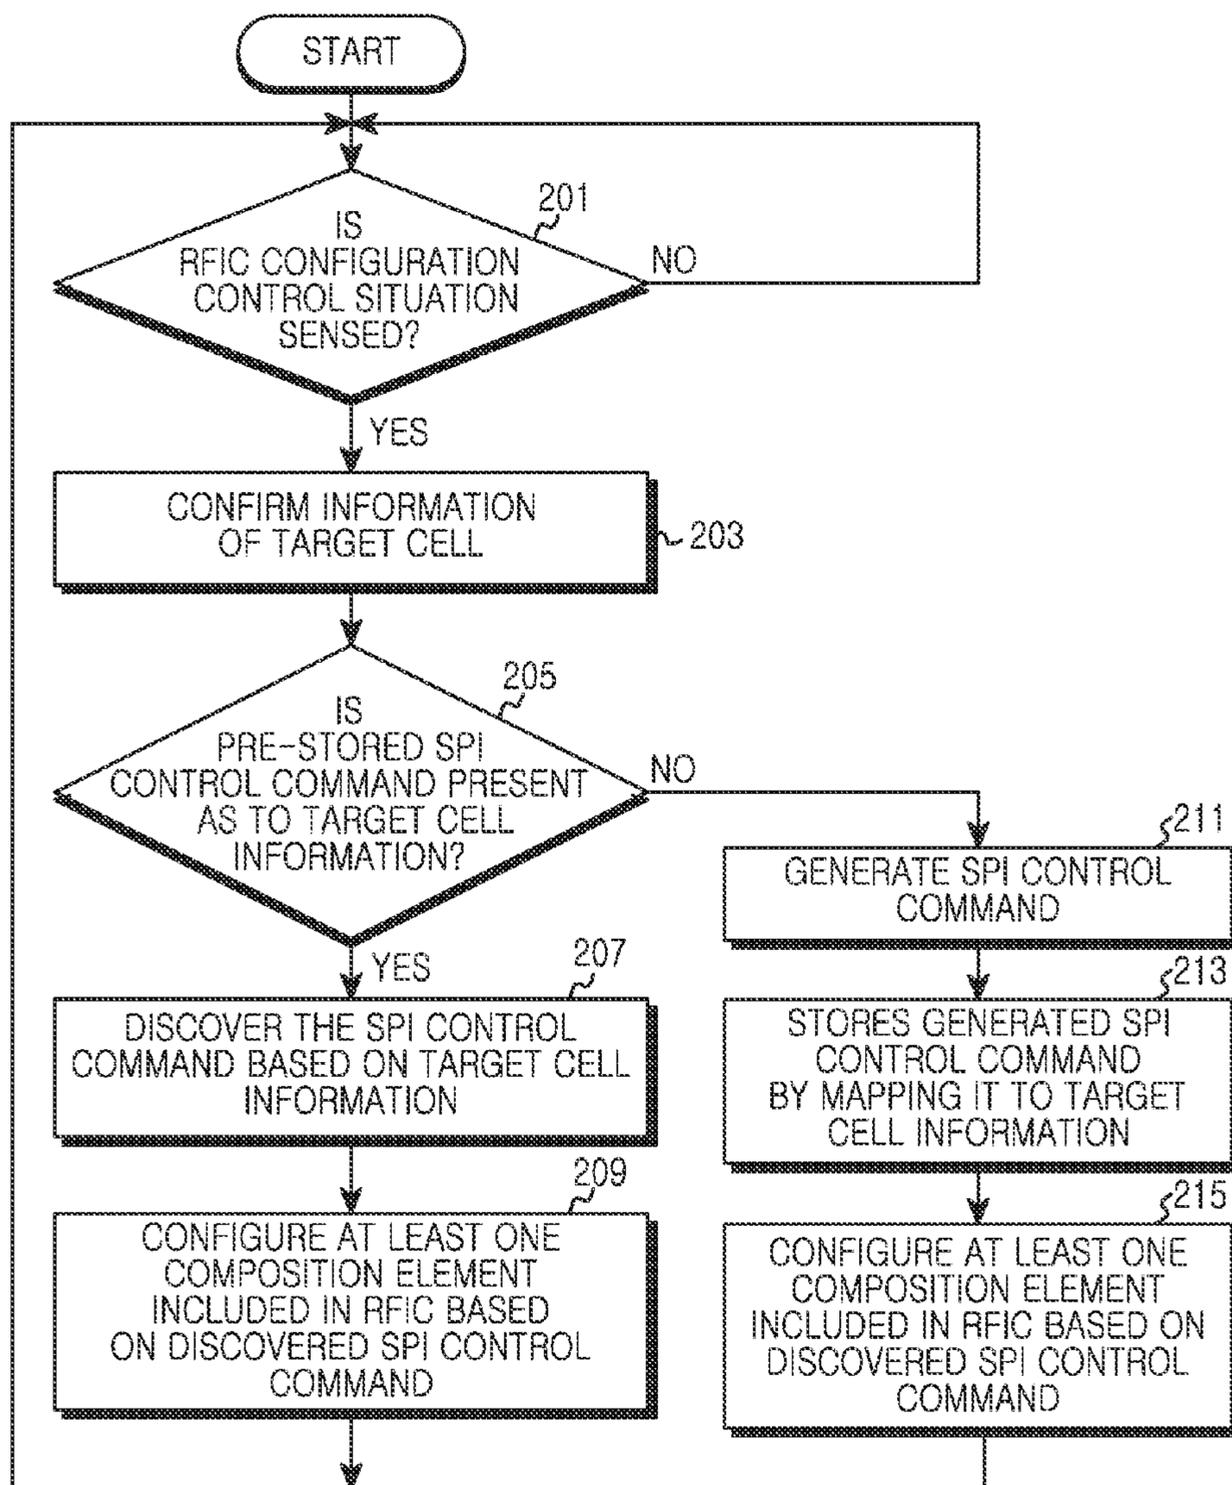 START
201
IS
RFIC CONFIGURATION
CONTROL SITUATION
SENSED?
NO
YES
CONFIRM INFORMATION
OF TARGET CELL
203
205
IS
PRE-STORED SPI
CONTROL COMMAND PRESENT
AS TO TARGET CELL
INFORMATION?
NO
YES
207
DISCOVER THE SPI CONTROL
COMMAND BASED ON TARGET CELL
INFORMATION
209
CONFIGURE AT LEAST ONE
COMPOSITION ELEMENT
INCLUDED IN RFIC BASED
ON DISCOVERED SPI CONTROL
COMMAND
211
GENERATE SPI CONTROL
COMMAND
213
STORES GENERATED SPI
CONTROL COMMAND
BY MAPPING IT TO TARGET
CELL INFORMATION
215
CONFIGURE AT LEAST ONE
COMPOSITION ELEMENT
INCLUDED IN RFIC BASED ON
DISCOVERED SPI CONTROL
COMMAND